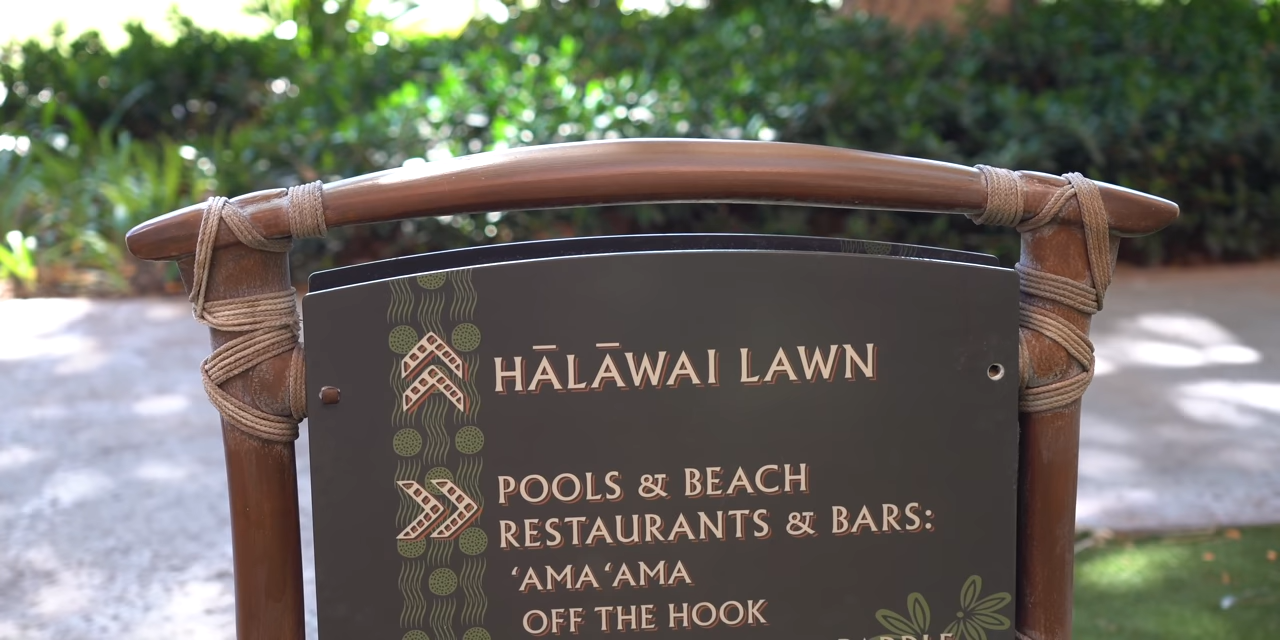 HĀLĀWAI LAWN
POOLS & BEACH
RESTAURANTS & BARS:
ʻAMAʻAMA
OFF THE HOOK